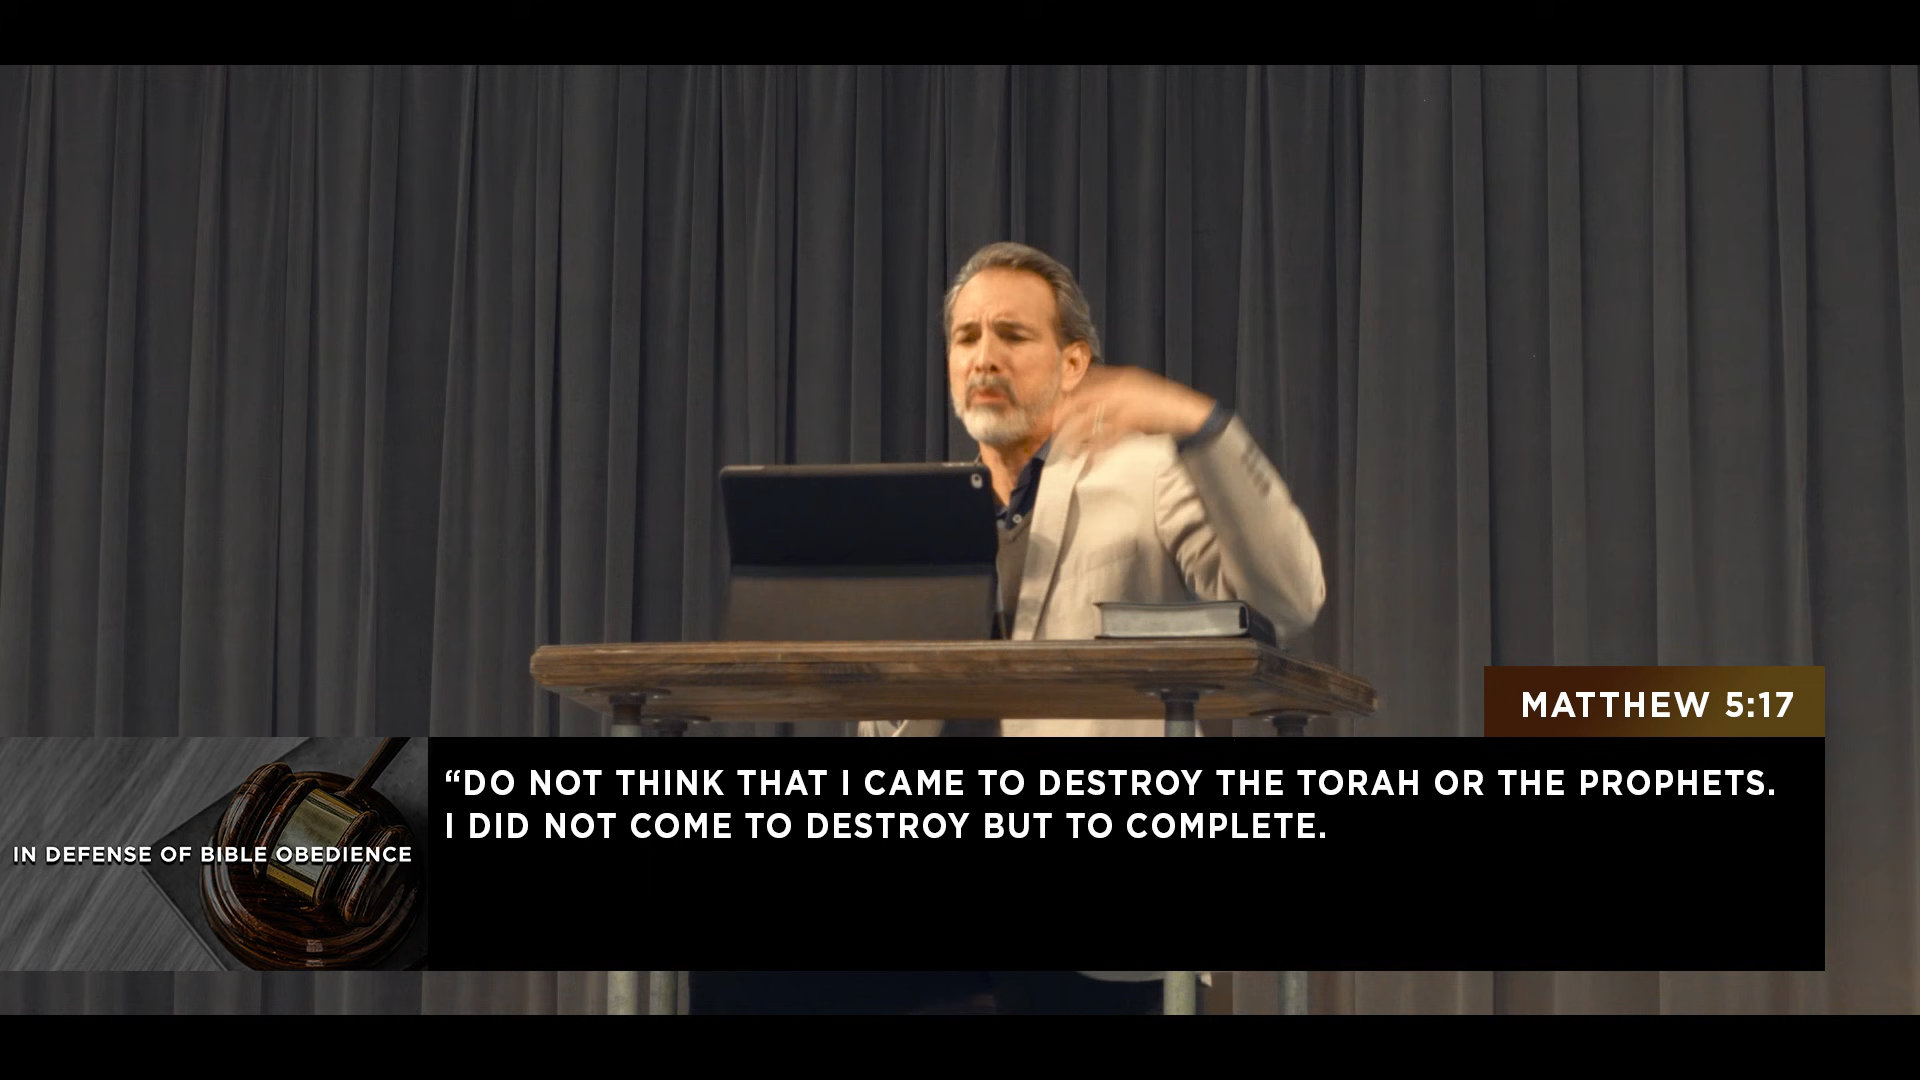 MATTHEW 5:17
“DO NOT THINK THAT I CAME TO DESTROY THE TORAH OR THE PROPHETS.
I DID NOT COME TO DESTROY BUT TO COMPLETE.
IN DEFENSE OF BIBLE OBEDIENCE